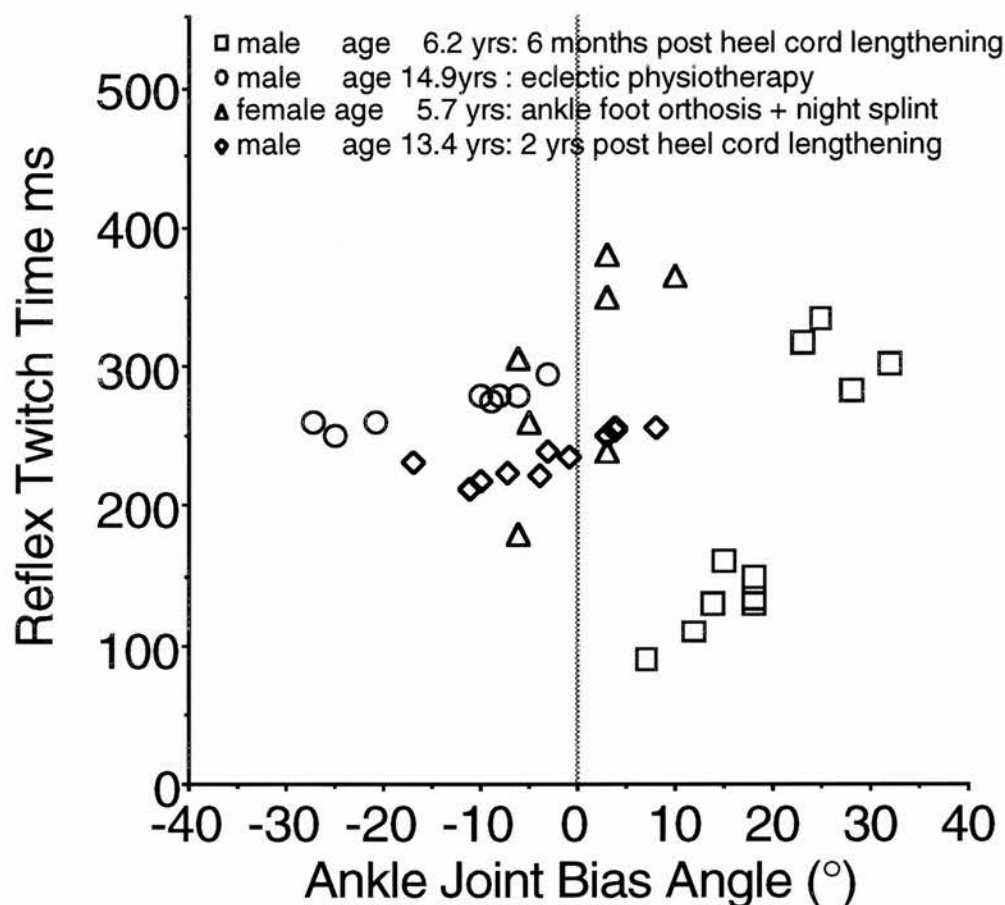 male age 6.2 yrs: 6 months post heel cord lengthening
male age 14.9yrs : eclectic physiotherapy
female age 5.7 yrs: ankle foot orthosis + night splint
male age 13.4 yrs: 2 yrs post heel cord lengthening
Reflex Twitch Time ms
500
400
300
200
100
0
-40 -30 -20 -10 0 10 20 30 40
Ankle Joint Bias Angle (°)